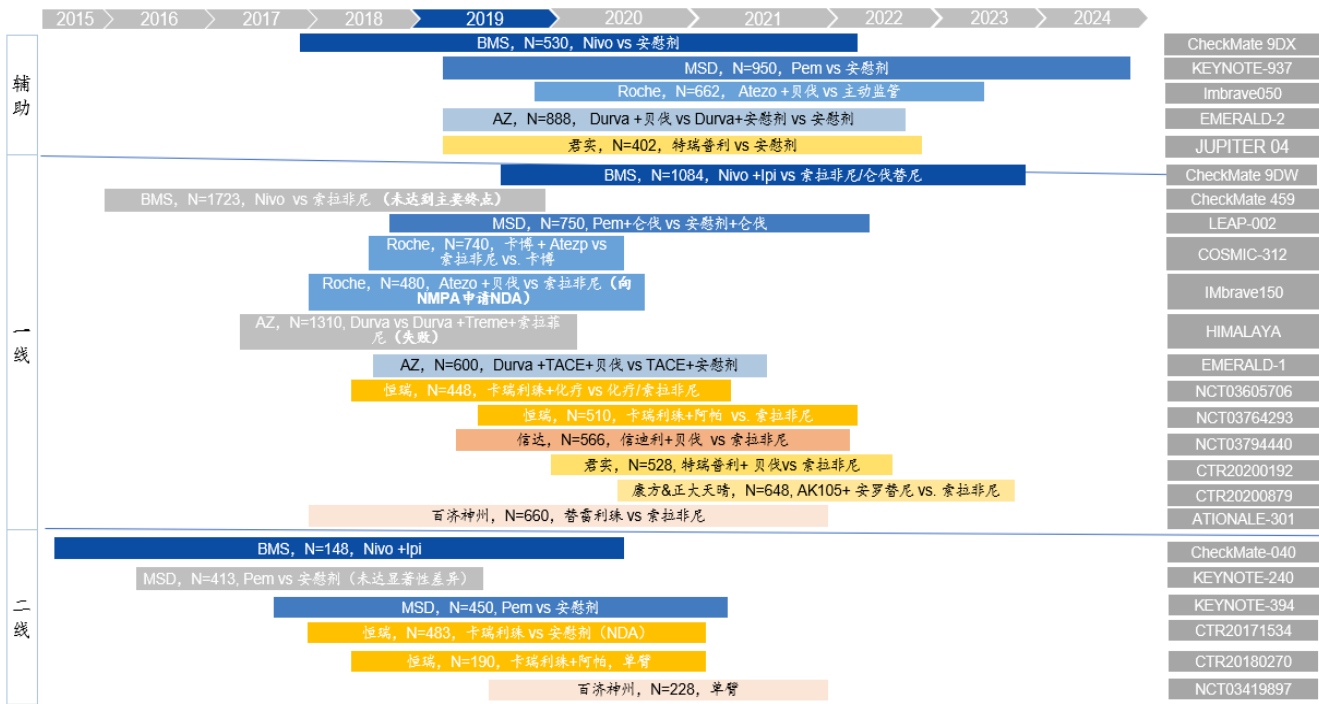 2015 2016 2017 2018 2019 2020 2021 2022 2023 2024
辅助
BMS，N=530，Nivo vs 安慰剂 CheckMate 9DX
MSD，N=950，Pem vs 安慰剂 KEYNOTE-937
Roche，N=662， Atezo +贝伐 vs 主动监管 Imbrave050
AZ，N=888， Durva +贝伐 vs Durva+安慰剂 vs 安慰剂 EMERALD-2
君实，N=402，特瑞普利 vs 安慰剂 JUPITER 04
一线
BMS，N=1084，Nivo +Ipi vs 索拉非尼/仑伐替尼 CheckMate 9DW
BMS，N=1723，Nivo vs 索拉非尼（未达到主要终点） CheckMate 459
MSD，N=750, Pem+仑伐 vs 安慰剂+仑伐 LEAP-002
Roche，N=740，卡博 + Atezp vs
索拉非尼 vs. 卡博
COSMIC-312
Roche，N=480，Atezo +贝伐 vs 索拉非尼（向
NMPA申请NDA）
IMbrave150
AZ，N=1310, Durva vs Durva +Treme+索拉菲
尼（失败）
HIMALAYA
AZ，N=600，Durva +TACE+贝伐 vs TACE+安慰剂 EMERALD-1
恒瑞，N=448，卡瑞利珠+化疗 vs 化疗/索拉非尼 NCT03605706
恒瑞，N=510，卡瑞利珠+阿帕 vs. 索拉非尼 NCT03764293
信达，N=566，信迪利+贝伐 vs 索拉非尼 NCT03794440
君实，N=528, 特瑞普利+ 贝伐vs 索拉非尼 CTR20200192
康方&正大天晴，N=648, AK105+ 安罗替尼 vs. 索拉非尼 CTR20200879
百济神州，N=660，替雷利珠 vs 索拉非尼 ATIONALE-301
二线
BMS，N=148，Nivo +Ipi CheckMate-040
MSD，N=413, Pem vs 安慰剂（未达显著性差异） KEYNOTE-240
MSD，N=450, Pem vs 安慰剂 KEYNOTE-394
恒瑞，N=483，卡瑞利珠 vs 安慰剂（NDA） CTR20171534
恒瑞，N=190，卡瑞利珠+阿帕，单臂 CTR20180270
百济神州，N=228，单臂 NCT03419897